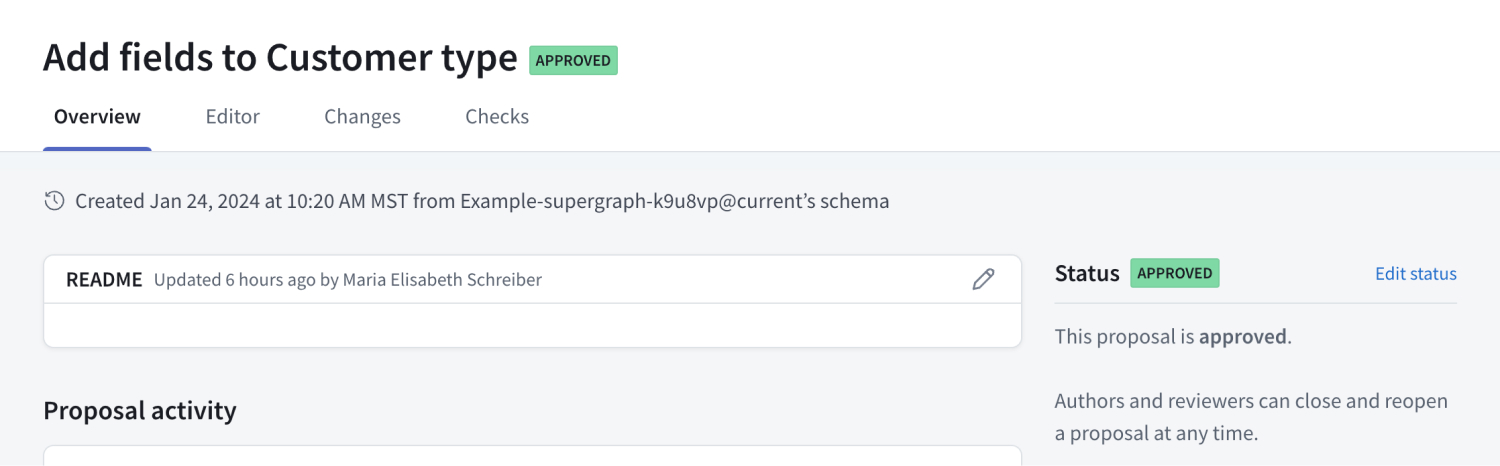 Add fields to Customer type APPROVED
Overview Editor Changes Checks
Created Jan 24, 2024 at 10:20 AM MST from Example-supergraph-k9u8vp@current’s schema
README Updated 6 hours ago by Maria Elisabeth Schreiber
Proposal activity
Status APPROVED Edit status
This proposal is approved.
Authors and reviewers can close and reopen
a proposal at any time.